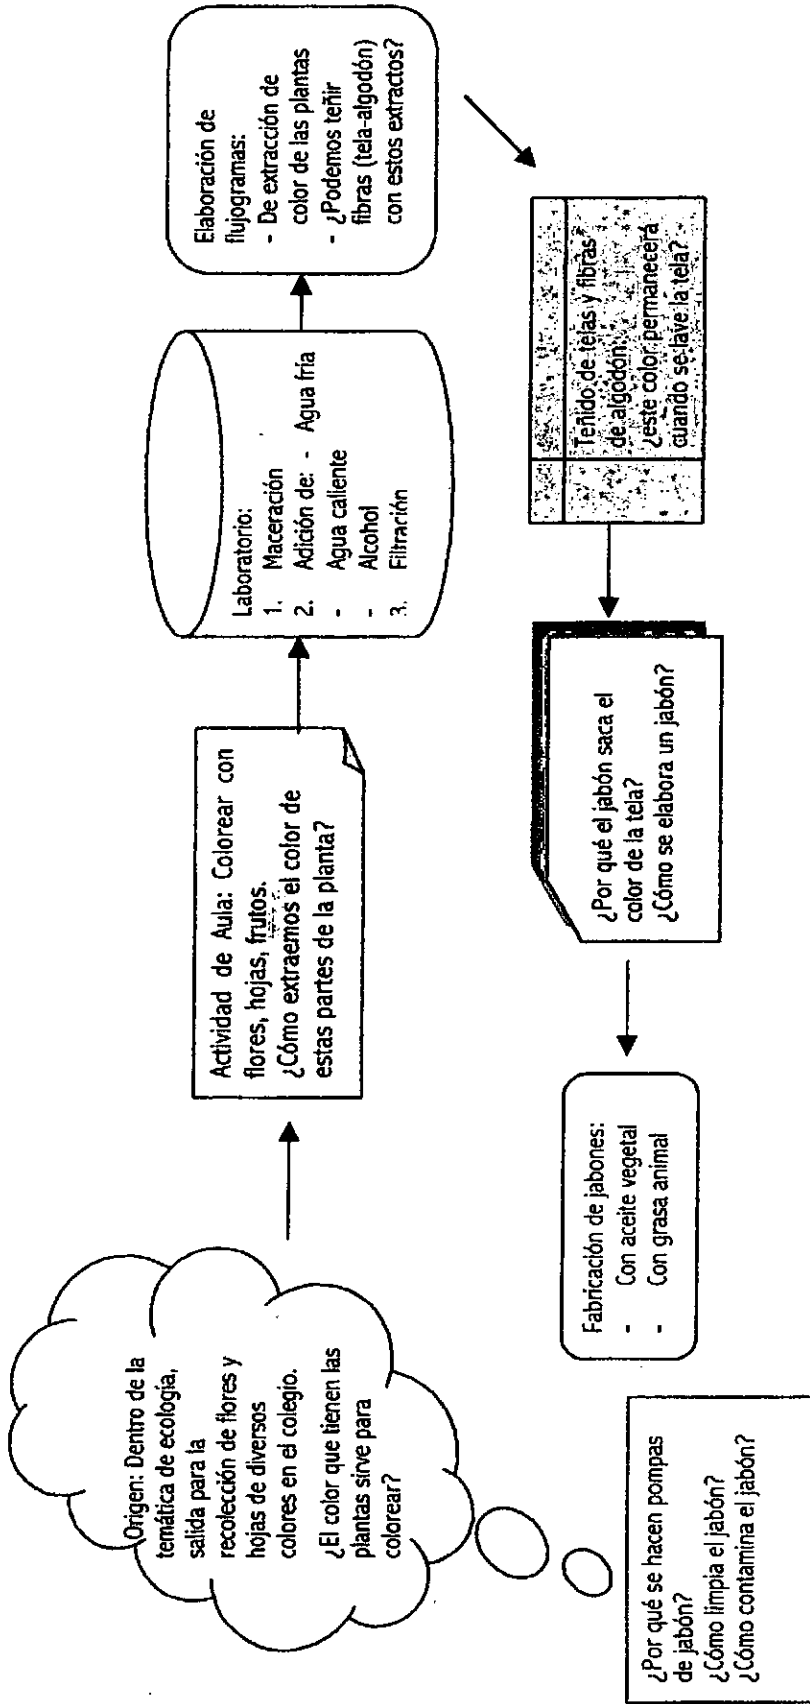 Origen: Dentro de la
temática de ecología,
salida para la
recolección de flores y
hojas de diversos
colores en el colegio.
¿El color que tienen las
plantas sirve para
colorear?
Actividad de Aula: Colorear con
flores, hojas, frutos.
¿Cómo extraemos el color de
estas partes de la planta?
Laboratorio:
1. Maceración
2. Adición de: - Agua fría
- Agua caliente
- Alcohol
3. Filtración
Elaboración de
flujogramas:
- De extracción de
color de las plantas
- ¿Podemos teñir
fibras (tela-algodón)
con estos extractos?
Teñido de telas y fibras
de algodón:
¿este color permanecerá
cuando se lave la tela?
¿Por qué el jabón saca el
color de la tela?
¿Cómo se elabora un jabón?
Fabricación de jabones:
- Con aceite vegetal
- Con grasa animal
¿Por qué se hacen pompas
de jabón?
¿Cómo limpia el jabón?
¿Cómo contamina el jabón?